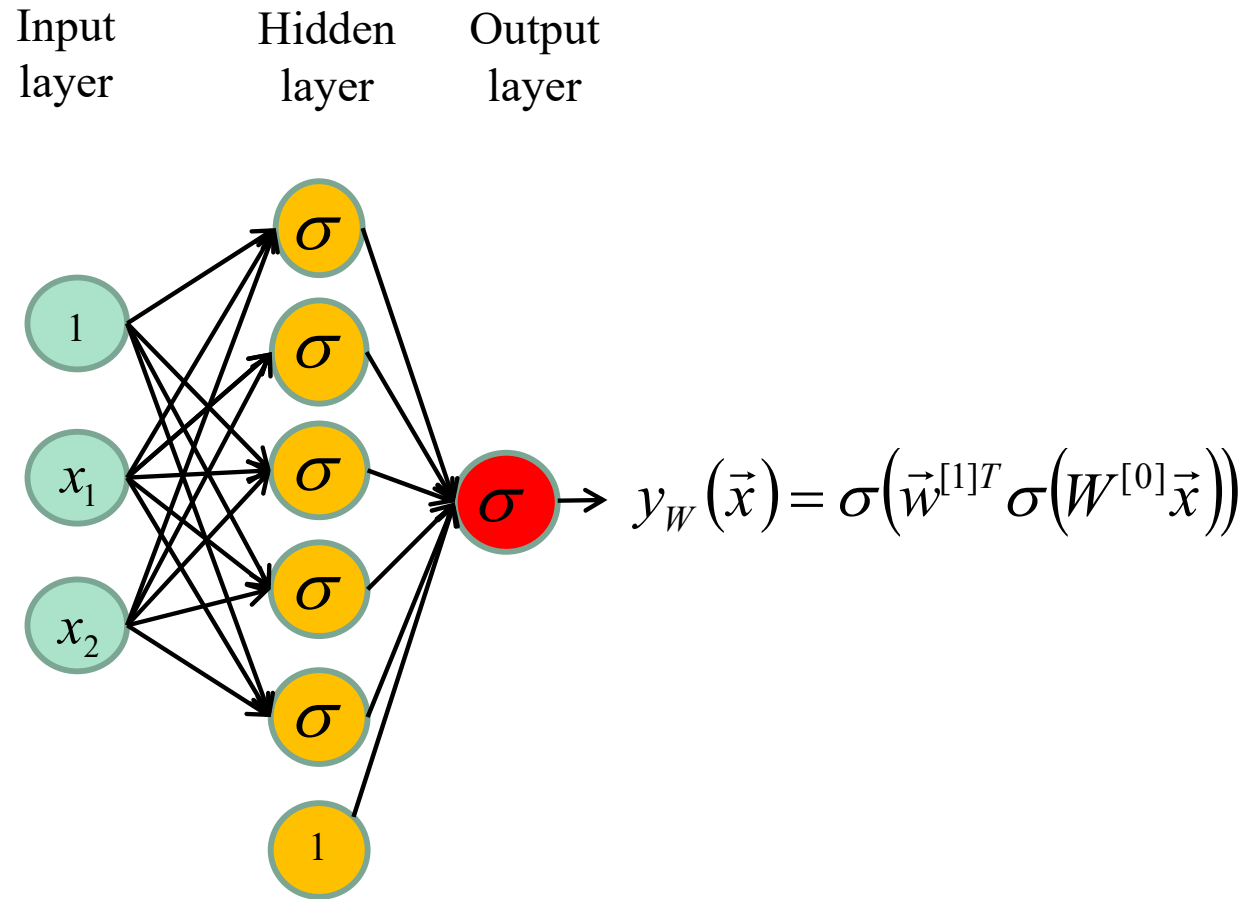 Input layer
Hidden layer
Output layer
σ
1
σ
x₁
σ
σ
y_W(x⃗) = σ(w⃗^{[1]T} σ(W^{[0]} x⃗))
σ
x₂
σ
1